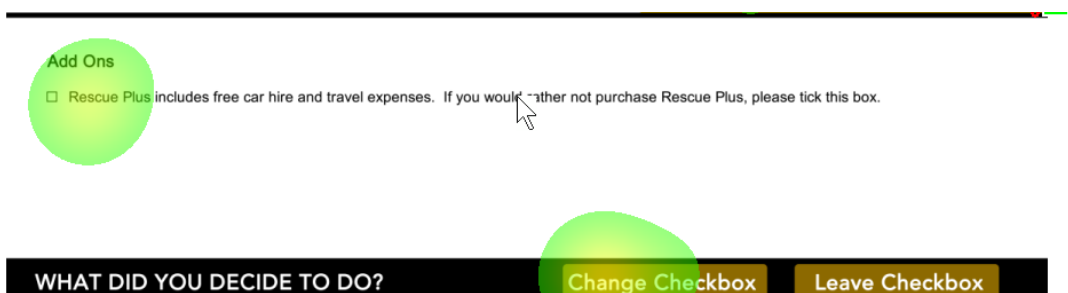 Add Ons
☐ Rescue Plus includes free car hire and travel expenses. If you would rather not purchase Rescue Plus, please tick this box.
WHAT DID YOU DECIDE TO DO? Change Checkbox Leave Checkbox